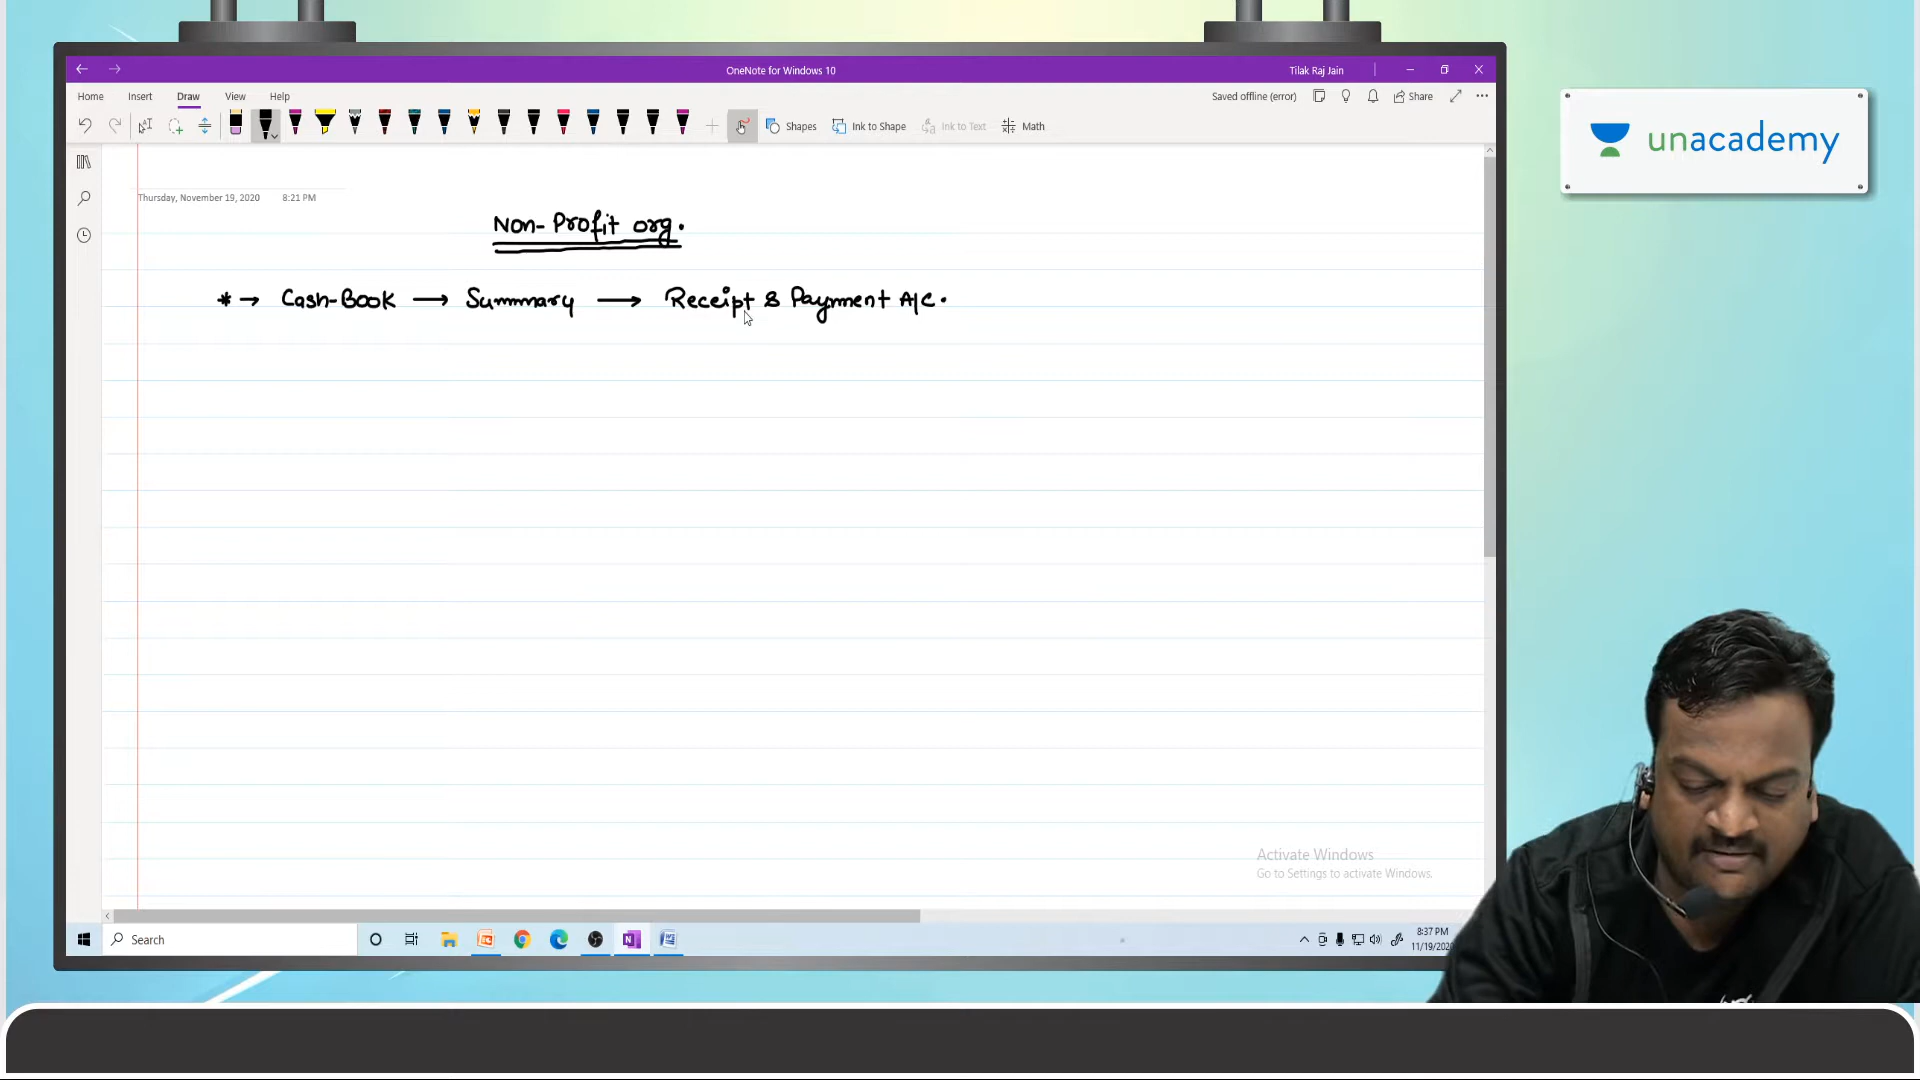 OneNote for Windows 10
Tilak Raj Jain
Home Insert Draw View Help
Saved offline (error)
Share
Shapes
Ink to Shape
Ink to Text
Math
unacademy
Thursday, November 19, 2020 8:21 PM
Non-Profit org.
* → Cash-Book → Summary → Receipt & Payment A/C.
Activate Windows
Go to Settings to activate Windows.
Search
8:37 PM